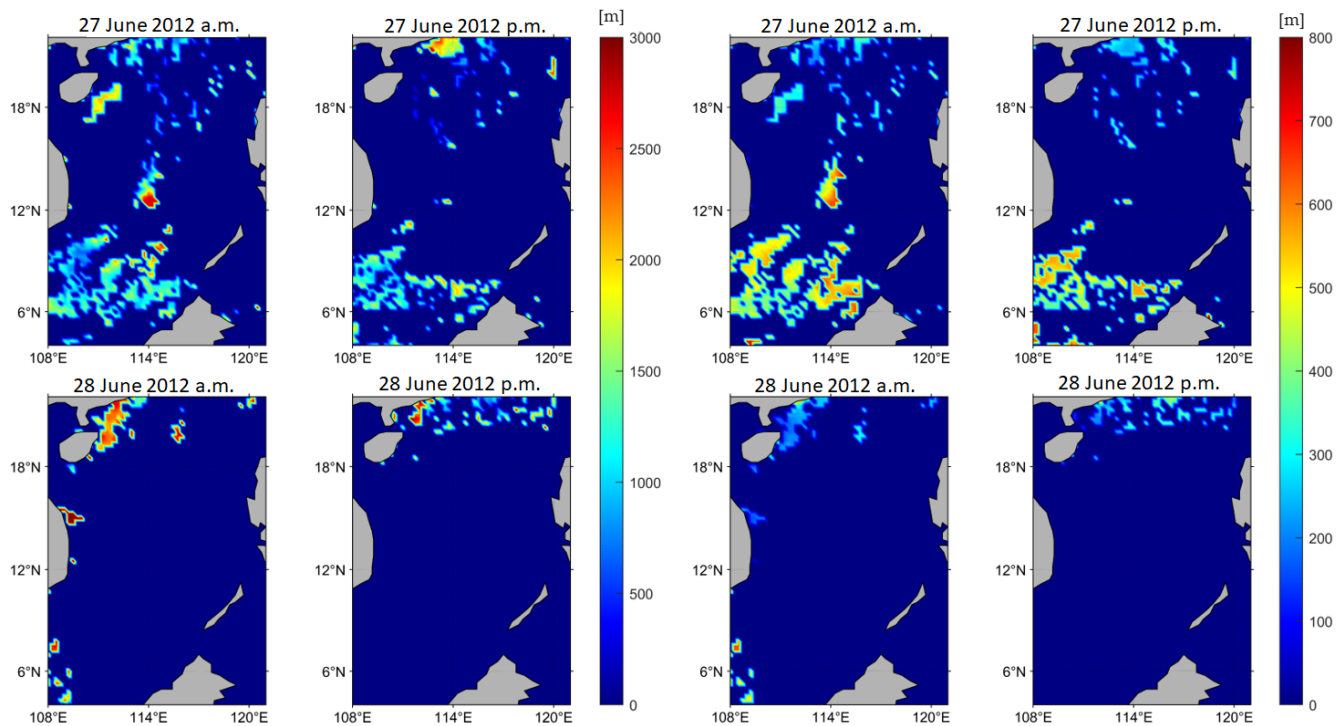 [m]
27 June 2012 a.m. 27 June 2012 p.m. 27 June 2012 a.m. 27 June 2012 p.m. [m]
3000 800
2500 700
18°N 18°N 18°N 18°N
2000 600
12°N 12°N 12°N 12°N
6°N 6°N 6°N 6°N
108°E 114°E 120°E 108°E 114°E 120°E 108°E 114°E 120°E 108°E 114°E 120°E
1500 500
28 June 2012 a.m. 28 June 2012 p.m. 28 June 2012 a.m. 28 June 2012 p.m.
400
1000 300
18°N 18°N 18°N 18°N
500 200
12°N 12°N 12°N 12°N
100
6°N 6°N 6°N 6°N
0 0
108°E 114°E 120°E 108°E 114°E 120°E 108°E 114°E 120°E 108°E 114°E 120°E